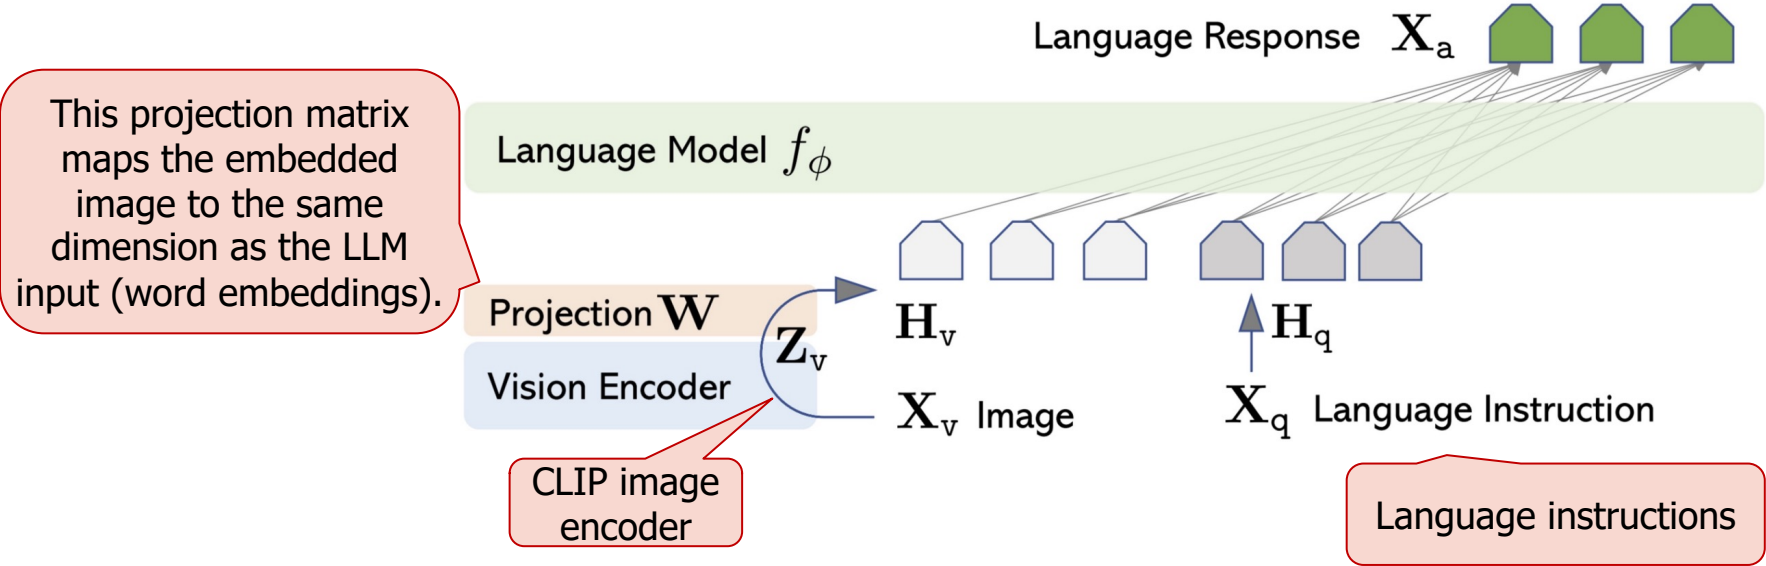 Language Response X_a
This projection matrix
maps the embedded
image to the same
dimension as the LLM
input (word embeddings).
Language Model f_ϕ
Projection W
Z_v
H_v
H_q
Vision Encoder
X_v Image
X_q Language Instruction
CLIP image
encoder
Language instructions